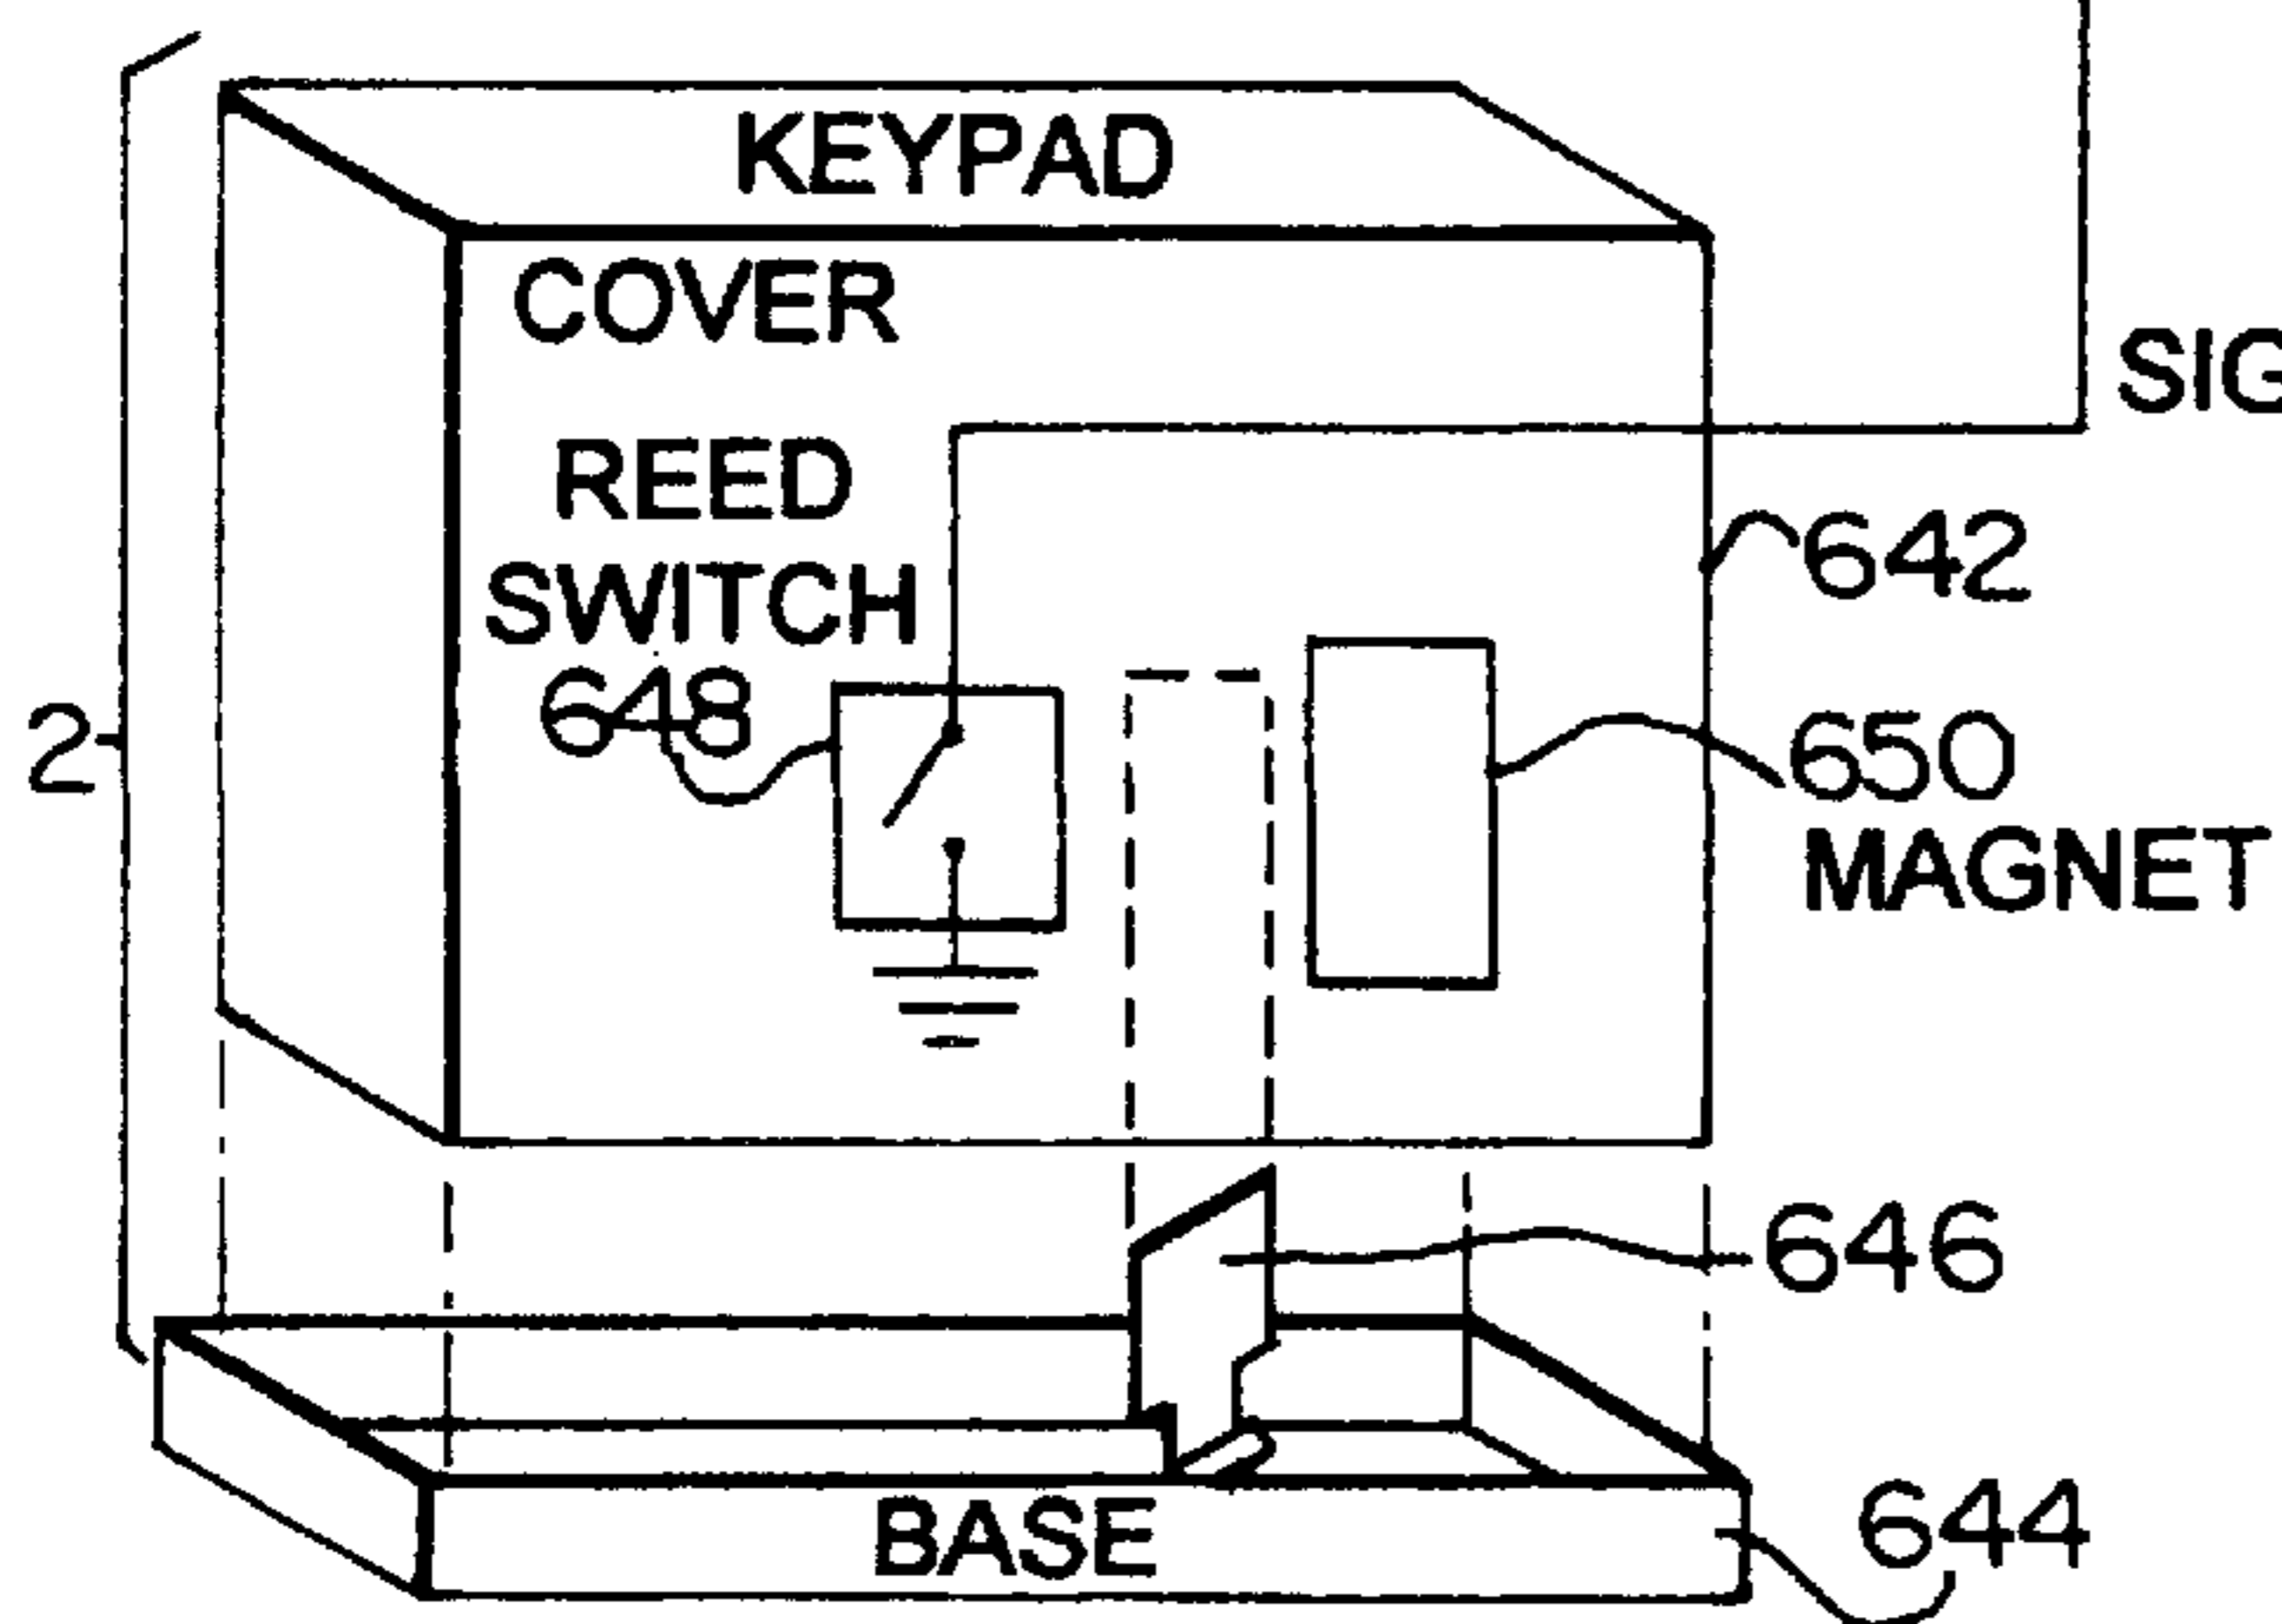 KEYPAD
COVER
SIG
REED
SWITCH
642
648
2
650
MAGNET
646
644
BASE